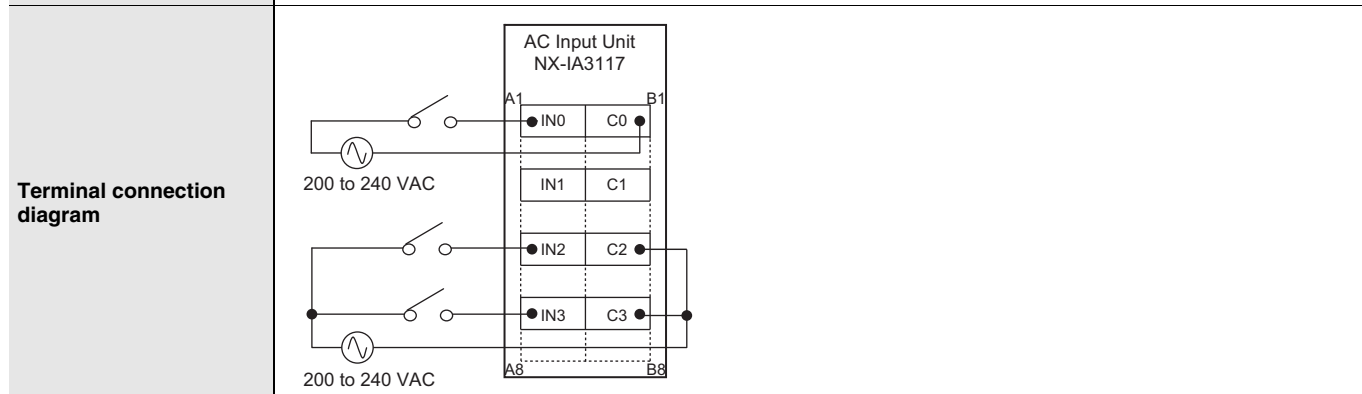 Terminal connection
diagram
AC Input Unit
NX-IA3117
A1 B1
IN0 C0
200 to 240 VAC
IN1 C1
IN2 C2
IN3 C3
A8 B8
200 to 240 VAC